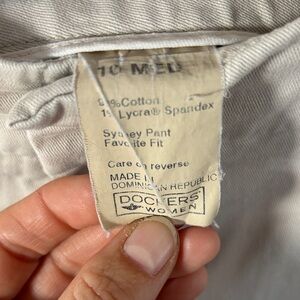 10 MED
%Cotton
1% Lycra® Spandex
Sydney Pant
Favorite Fit
Care on reverse
MADE IN
DOMINICAN REPUBLIC
DOCKERS
WOMEN